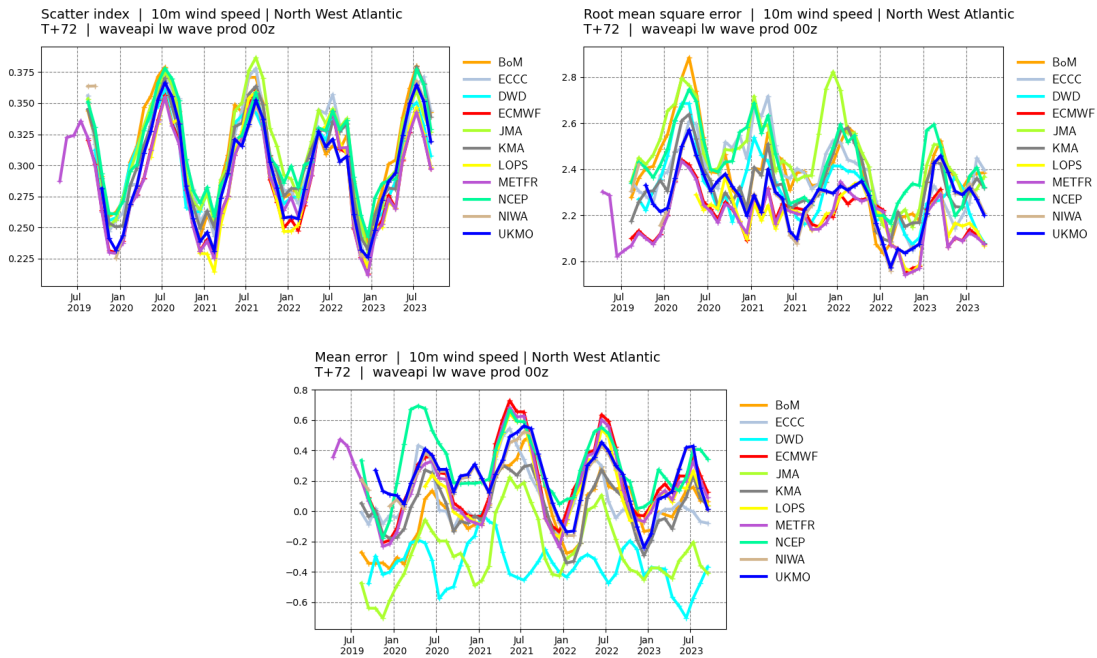 Scatter index | 10m wind speed | North West Atlantic
T+72 | waveapi lw wave prod 00z
0.375
0.350
0.325
0.300
0.275
0.250
0.225
Jul 2019
Jan 2020
Jul 2020
Jan 2021
Jul 2021
Jan 2022
Jul 2022
Jan 2023
Jul 2023
BoM
ECCC
DWD
ECMWF
JMA
KMA
LOPS
METFR
NCEP
NIWA
UKMO
Root mean square error | 10m wind speed | North West Atlantic
T+72 | waveapi lw wave prod 00z
2.8
2.6
2.4
2.2
2.0
Jul 2019
Jan 2020
Jul 2020
Jan 2021
Jul 2021
Jan 2022
Jul 2022
Jan 2023
Jul 2023
BoM
ECCC
DWD
ECMWF
JMA
KMA
LOPS
METFR
NCEP
NIWA
UKMO
Mean error | 10m wind speed | North West Atlantic
T+72 | waveapi lw wave prod 00z
0.8
0.6
0.4
0.2
0.0
−0.2
−0.4
−0.6
Jul 2019
Jan 2020
Jul 2020
Jan 2021
Jul 2021
Jan 2022
Jul 2022
Jan 2023
Jul 2023
BoM
ECCC
DWD
ECMWF
JMA
KMA
LOPS
METFR
NCEP
NIWA
UKMO